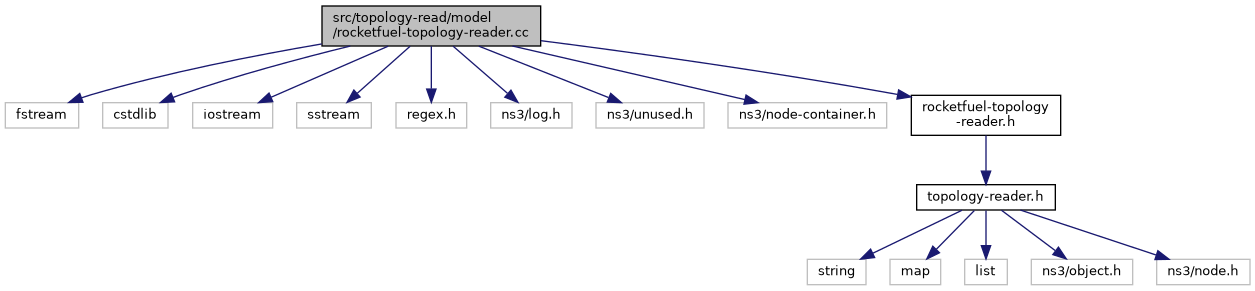 src/topology-read/model
/rocketfuel-topology-reader.cc
fstream
cstdlib
iostream
sstream
regex.h
ns3/log.h
ns3/unused.h
ns3/node-container.h
rocketfuel-topology
-reader.h
topology-reader.h
string
map
list
ns3/object.h
ns3/node.h